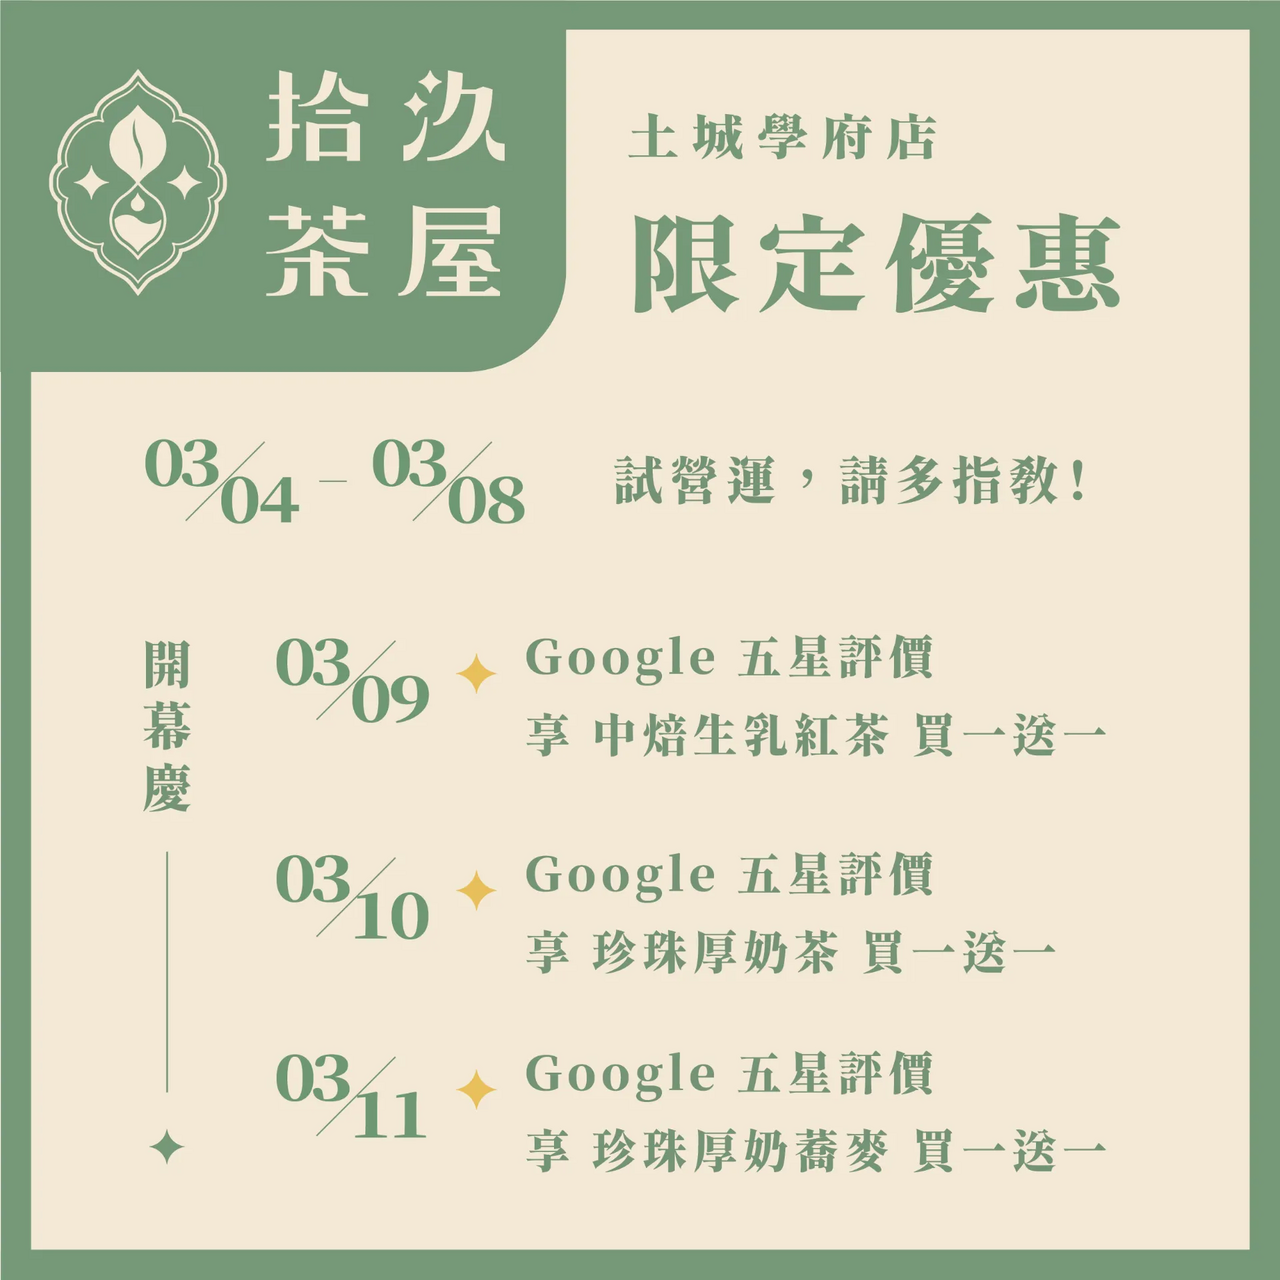 拾汣
茶屋
土城學府店
限定優惠
03/04 – 03/08 試營運，請多指教！
開幕慶
03/09 Google 五星評價
享 中焙生乳紅茶 買一送一
03/10 Google 五星評價
享 珍珠厚奶茶 買一送一
03/11 Google 五星評價
享 珍珠厚奶蕎麥 買一送一